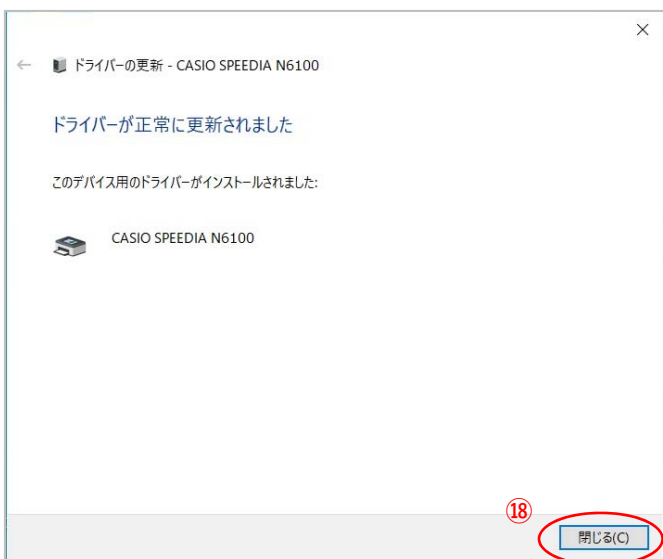 ドライバーの更新 - CASIO SPEEDIA N6100
ドライバーが正常に更新されました
このデバイス用のドライバーがインストールされました:
CASIO SPEEDIA N6100
⑱
閉じる(C)